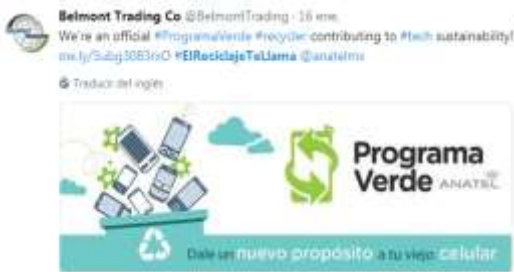 Belmont Trading Co @BelmontTrading · 16 ene.
We're an official #ProgramaVerde #recycler contributing to #tech sustainability!
#ElReciclajeTeLlama @anatelmx
Traducir del inglés
Programa
Verde ANATEL
Dale un nuevo propósito a tu viejo celular